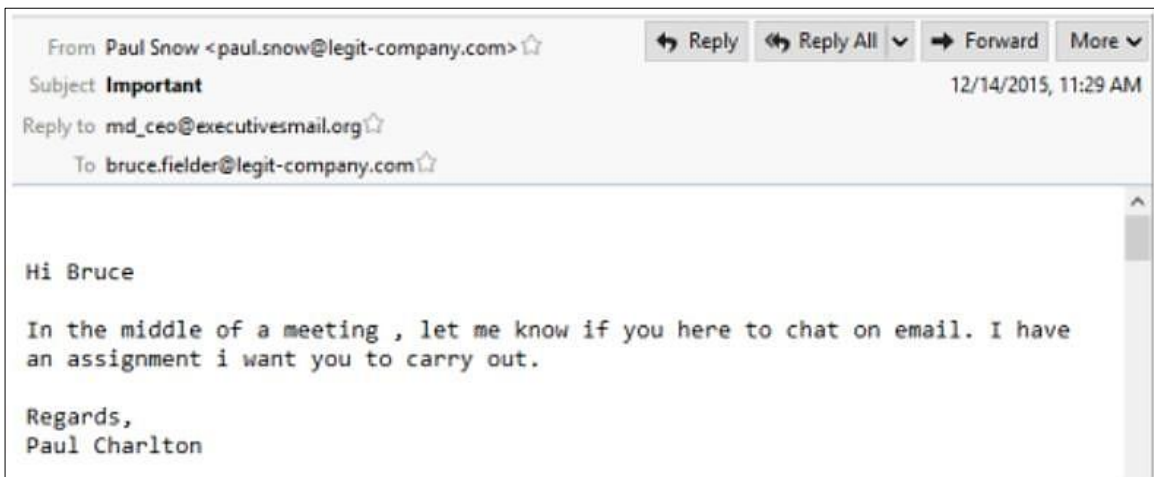 From Paul Snow <paul.snow@legit-company.com> Reply Reply All Forward More
Subject Important 12/14/2015, 11:29 AM
Reply to md_ceo@executivesmail.org
To bruce.fielder@legit-company.com
Hi Bruce
In the middle of a meeting , let me know if you here to chat on email. I have
an assignment i want you to carry out.
Regards,
Paul Charlton